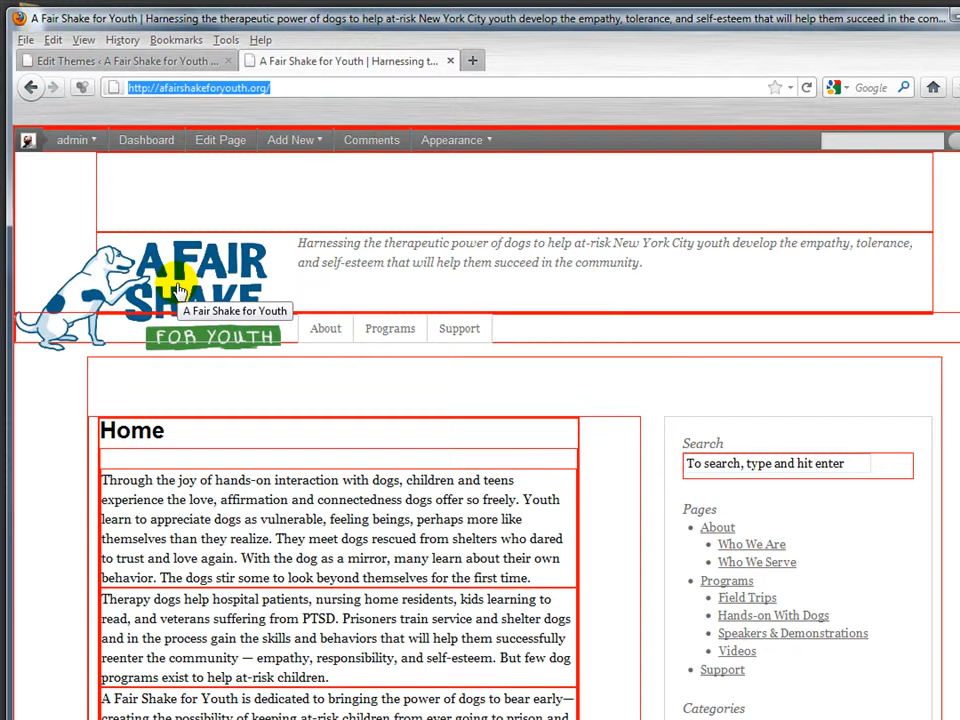 A Fair Shake for Youth | Harnessing the therapeutic power of dogs to help at-risk New York City youth develop the empathy, tolerance, and self-esteem that will help them succeed in the com...
File Edit View History Bookmarks Tools Help
Edit Themes ‹ A Fair Shake for Youth ... × A Fair Shake for Youth | Harnessing t... × +
http://afairshakeforyouth.org/ Google
admin Dashboard Edit Page Add New Comments Appearance
A FAIR
SHAKE
FOR YOUTH
Harnessing the therapeutic power of dogs to help at-risk New York City youth develop the empathy, tolerance,
and self-esteem that will help them succeed in the community.
A Fair Shake for Youth
About Programs Support
Home
Through the joy of hands-on interaction with dogs, children and teens
experience the love, affirmation and connectedness dogs offer so freely. Youth
learn to appreciate dogs as vulnerable, feeling beings, perhaps more like
themselves than they realize. They meet dogs rescued from shelters who dared
to trust and love again. With the dog as a mirror, many learn about their own
behavior. The dogs stir some to look beyond themselves for the first time.
Therapy dogs help hospital patients, nursing home residents, kids learning to
read, and veterans suffering from PTSD. Prisoners train service and shelter dogs
and in the process gain the skills and behaviors that will help them successfully
reenter the community — empathy, responsibility, and self-esteem. But few dog
programs exist to help at-risk children.
A Fair Shake for Youth is dedicated to bringing the power of dogs to bear early—
creating the possibility of keeping at-risk children from ever going to prison and
Search
To search, type and hit enter
Pages
About
Who We Are
Who We Serve
Programs
Field Trips
Hands-on With Dogs
Speakers & Demonstrations
Videos
Support
Categories